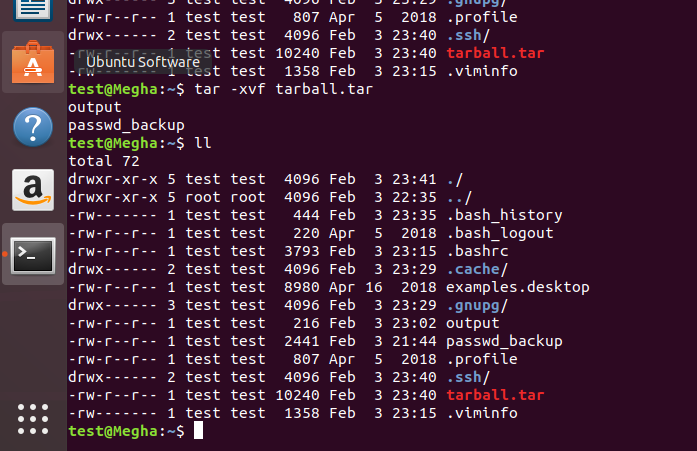 drwx------ 3 test test  4096 Feb  3 23:29 .gnupg/
-rw-r--r-- 1 test test   807 Apr  5  2018 .profile
drwx------ 2 test test  4096 Feb  3 23:40 .ssh/
-rw-r--r-- 1 test test 10240 Feb  3 23:40 tarball.tar
Ubuntu Software
-rw------- 1 test test  1358 Feb  3 23:15 .viminfo
test@Megha:~$ tar -xvf tarball.tar
output
passwd_backup
test@Megha:~$ ll
total 72
drwxr-xr-x 5 test test  4096 Feb  3 23:41 ./
drwxr-xr-x 5 root root  4096 Feb  3 22:35 ../
-rw------- 1 test test   444 Feb  3 23:35 .bash_history
-rw-r--r-- 1 test test   220 Apr  5  2018 .bash_logout
-rw-r--r-- 1 test test  3793 Feb  3 23:15 .bashrc
drwx------ 2 test test  4096 Feb  3 23:29 .cache/
-rw-r--r-- 1 test test  8980 Apr 16  2018 examples.desktop
drwx------ 3 test test  4096 Feb  3 23:29 .gnupg/
-rw-r--r-- 1 test test   216 Feb  3 23:02 output
-rw-r--r-- 1 test test  2441 Feb  3 21:44 passwd_backup
-rw-r--r-- 1 test test   807 Apr  5  2018 .profile
drwx------ 2 test test  4096 Feb  3 23:40 .ssh/
-rw-r--r-- 1 test test 10240 Feb  3 23:40 tarball.tar
-rw------- 1 test test  1358 Feb  3 23:15 .viminfo
test@Megha:~$